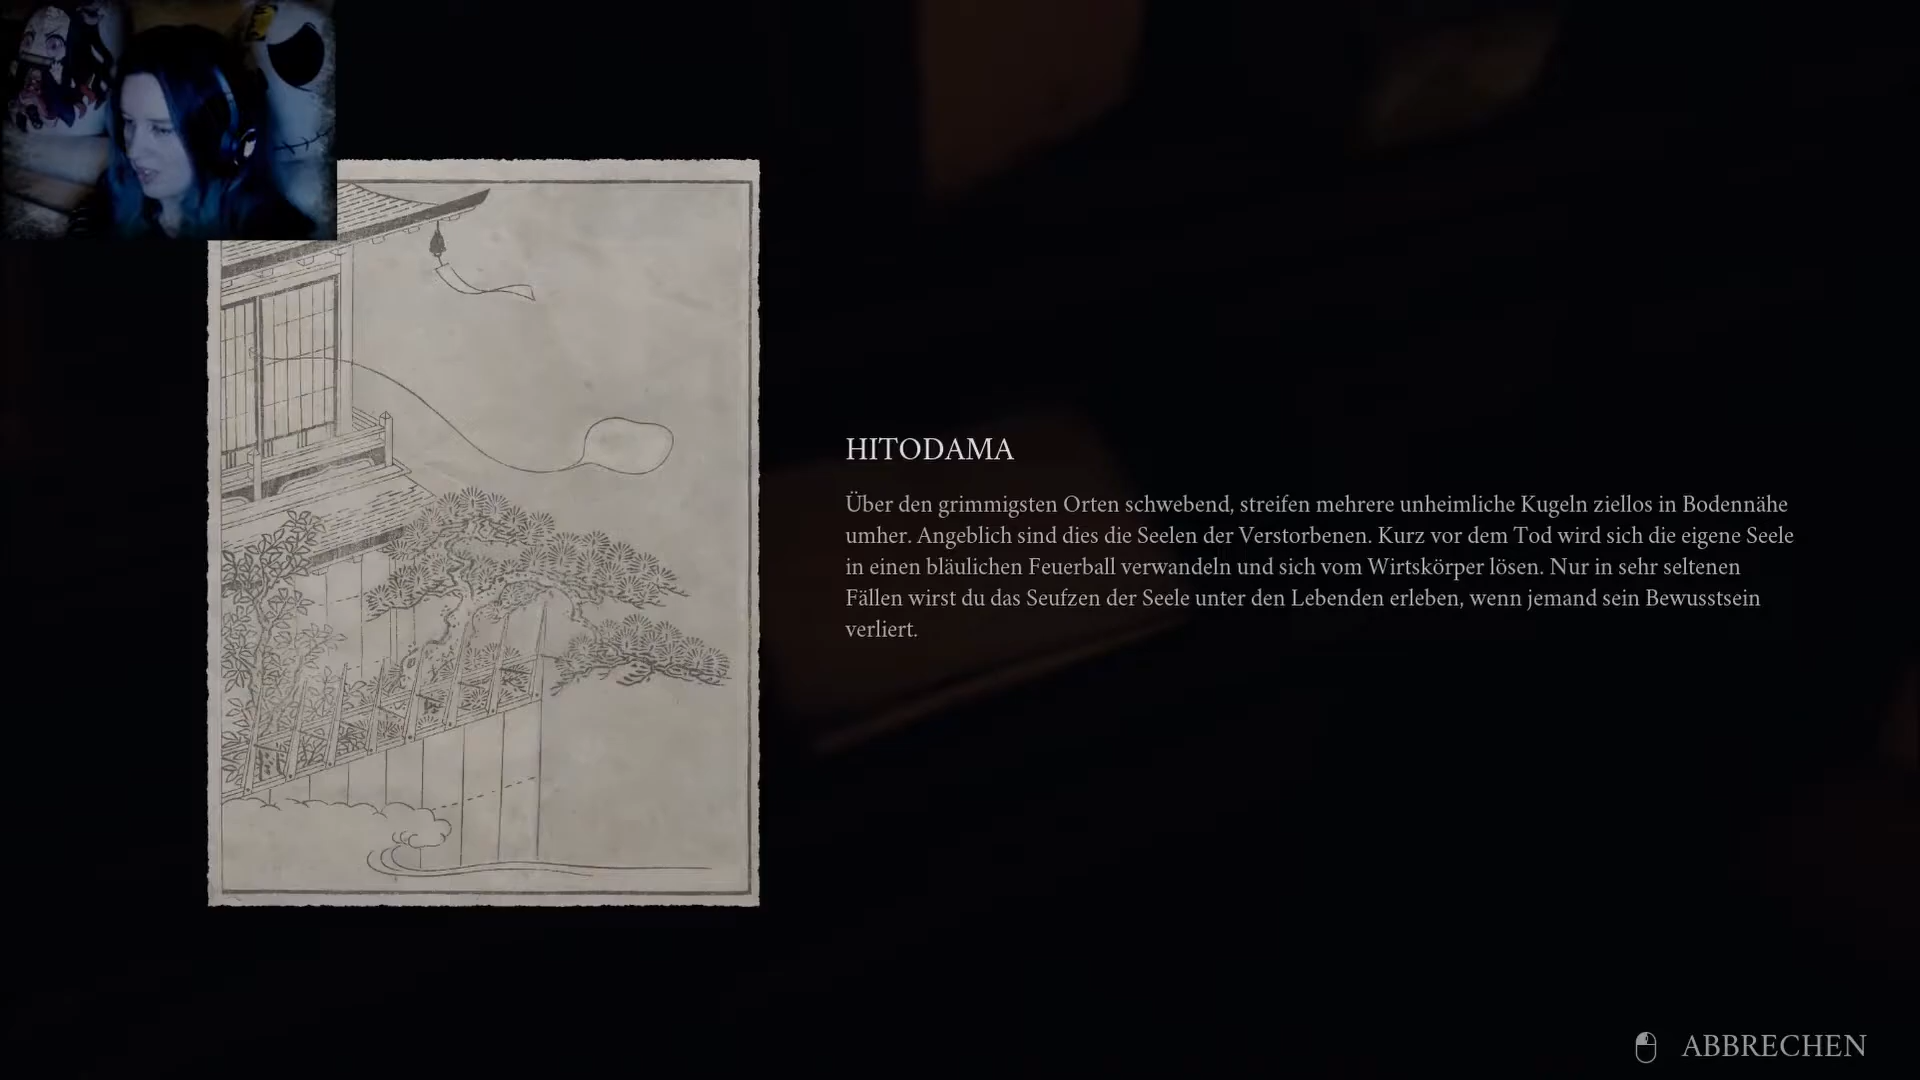 HITODAMA
Über den grimmigsten Orten schwebend, streifen mehrere unheimliche Kugeln ziellos in Bodennähe
umher. Angeblich sind dies die Seelen der Verstorbenen. Kurz vor dem Tod wird sich die eigene Seele
in einen bläulichen Feuerball verwandeln und sich vom Wirtskörper lösen. Nur in sehr seltenen
Fällen wirst du das Seufzen der Seele unter den Lebenden erleben, wenn jemand sein Bewusstsein
verliert.
ABBRECHEN